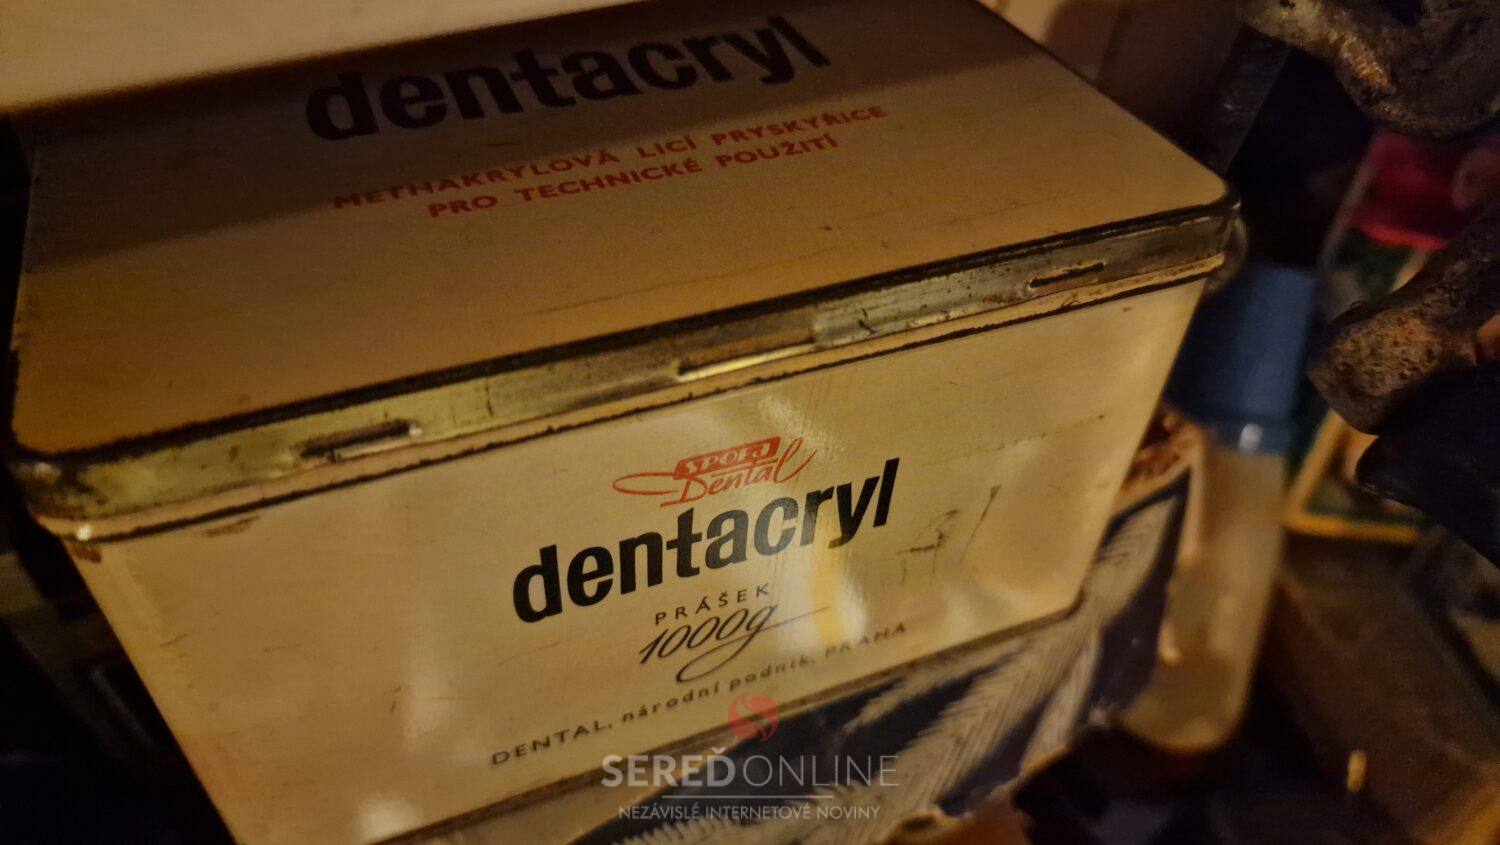 dentacryl
METHAKRYLOVÁ LICÍ PRYSKYŘICE
PRO TECHNICKÉ POUŽITÍ
SPOFA
Dental
dentacryl
PRÁŠEK
1000g
DENTAL, národní podnik, PRAHA
SEREĎONLINE
NEZÁVISLÉ INTERNETOVÉ NOVINY